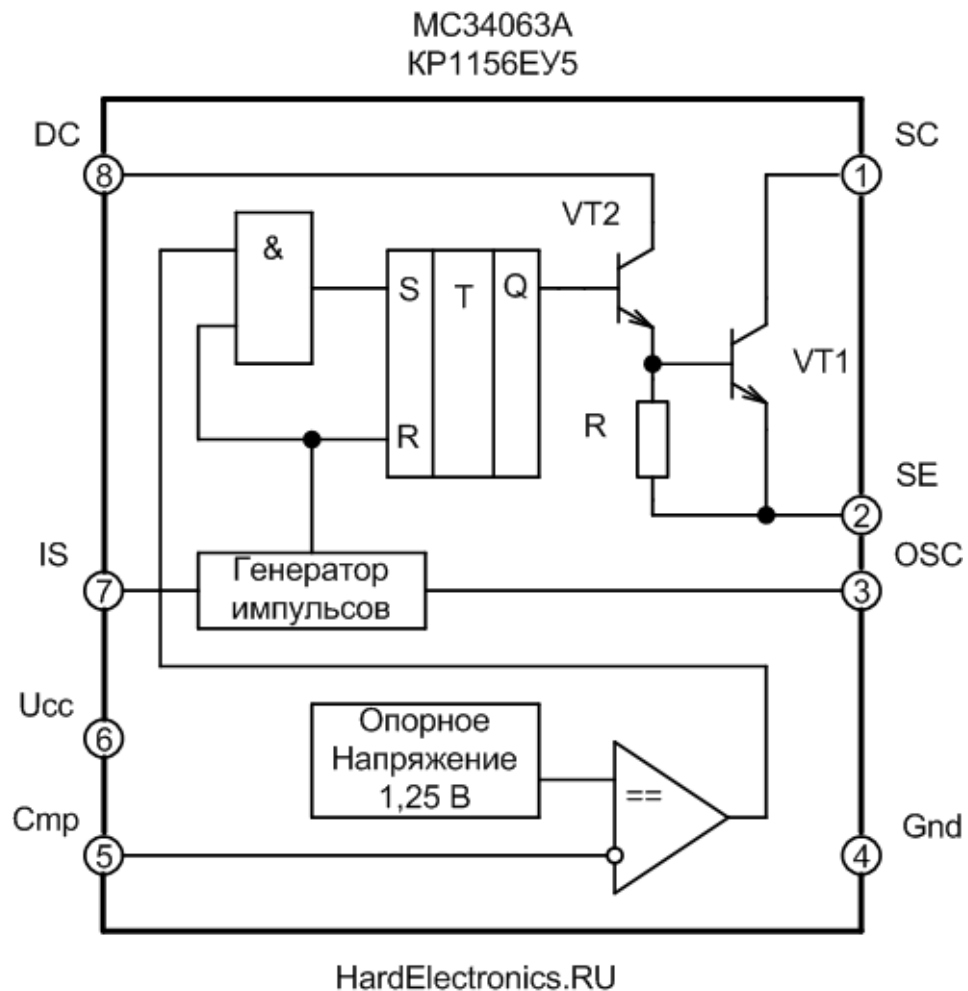 МС34063А
КР1156ЕУ5
DC
8
SC
1
VT2
&
S
T
Q
VT1
R
R
SE
2
IS
7
OSC
3
Генератор
импульсов
Ucc
6
Опорное
Напряжение
1,25 В
==
Cmp
5
Gnd
4
HardElectronics.RU